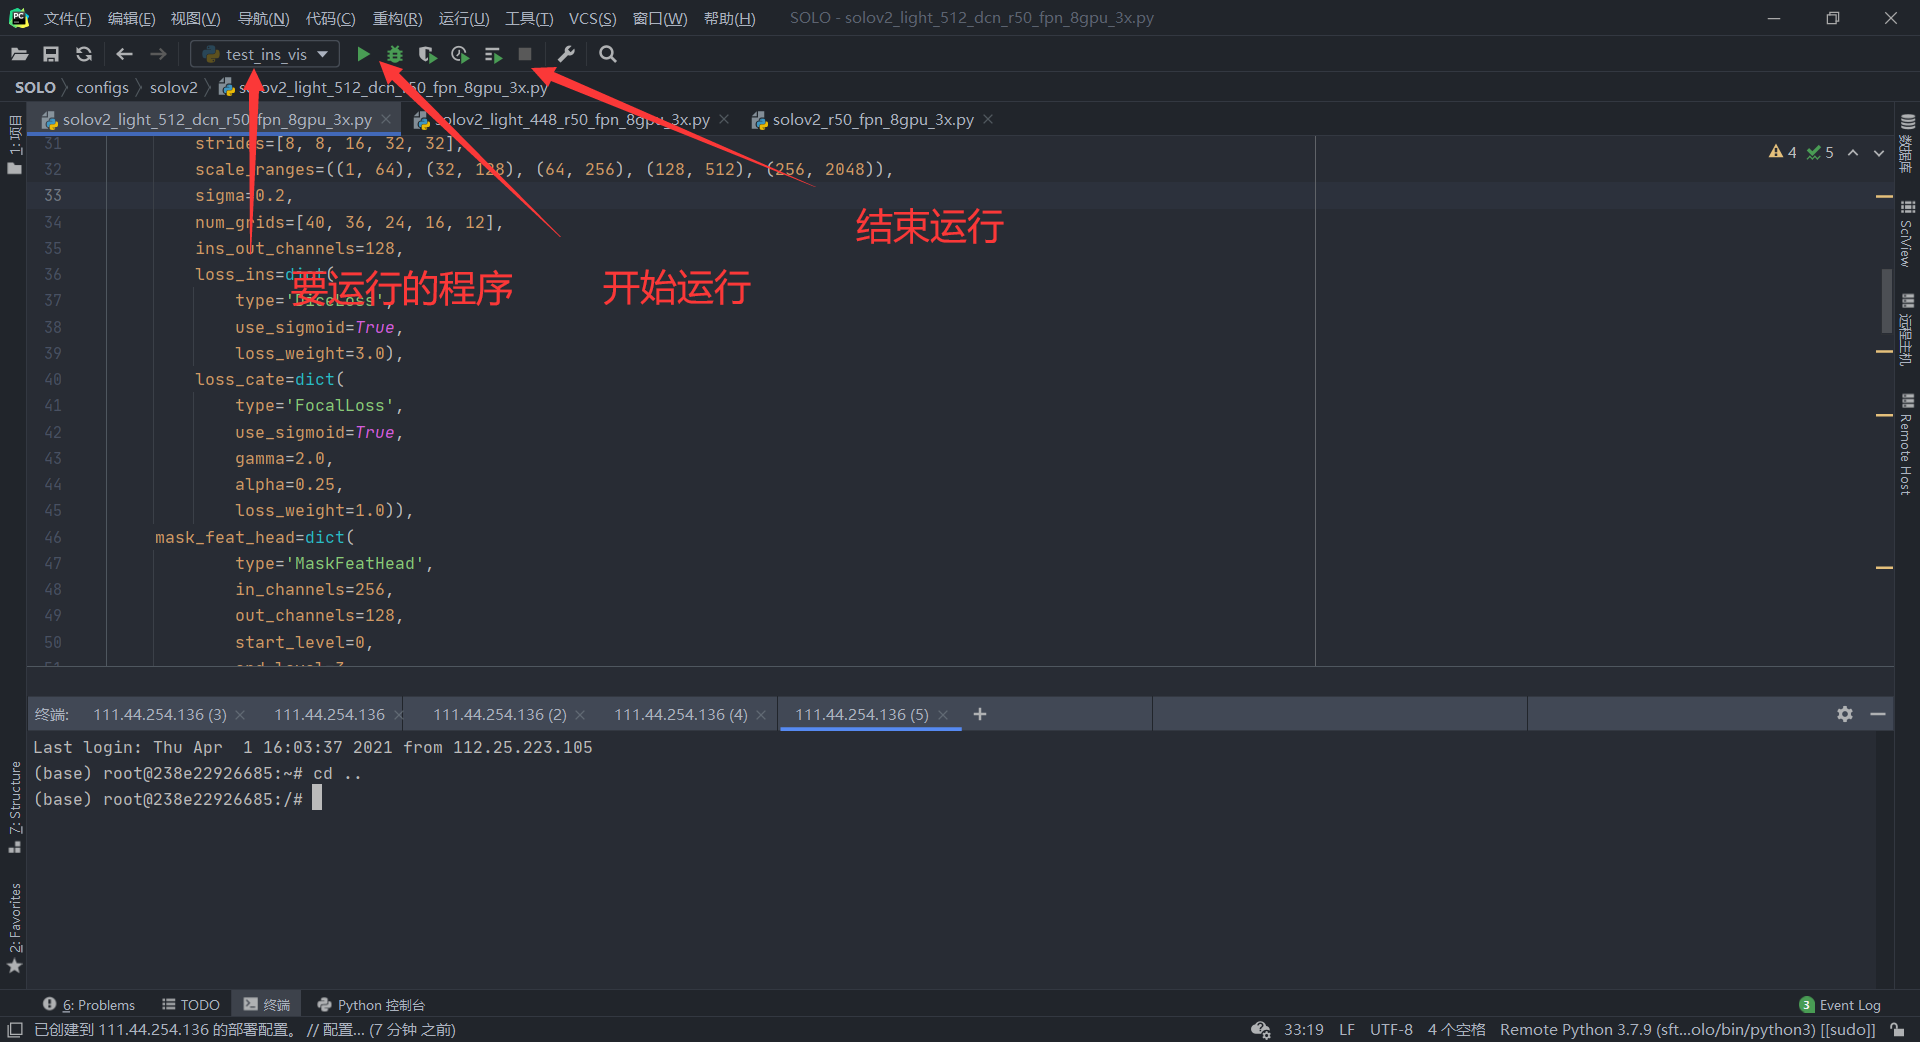 PC 文件(F) 编辑(E) 视图(V) 导航(N) 代码(C) 重构(R) 运行(U) 工具(T) VCS(S) 窗口(W) 帮助(H) SOLO - solov2_light_512_dcn_r50_fpn_8gpu_3x.py
test_ins_vis
SOLO configs solov2 solov2_light_512_dcn_r50_fpn_8gpu_3x.py
1: 项目
solov2_light_512_dcn_r50_fpn_8gpu_3x.py solov2_light_448_r50_fpn_8gpu_3x.py solov2_r50_fpn_8gpu_3x.py
4 5
31 strides=[8, 8, 16, 32, 32],
32 scale_ranges=((1, 64), (32, 128), (64, 256), (128, 512), (256, 2048)),
33 sigma=0.2,
34 num_grids=[40, 36, 24, 16, 12],
35 ins_out_channels=128,
36 loss_ins=dict(
37 type='DiceLoss',
38 use_sigmoid=True,
39 loss_weight=3.0),
40 loss_cate=dict(
41 type='FocalLoss',
42 use_sigmoid=True,
43 gamma=2.0,
44 alpha=0.25,
45 loss_weight=1.0)),
46 mask_feat_head=dict(
47 type='MaskFeatHead',
48 in_channels=256,
49 out_channels=128,
50 start_level=0,
51 end_level=3,
要运行的程序
开始运行
结束运行
数据库
SciView
远程主机
Remote Host
终端: 111.44.254.136 (3) 111.44.254.136 111.44.254.136 (2) 111.44.254.136 (4) 111.44.254.136 (5)
Last login: Thu Apr  1 16:03:37 2021 from 112.25.223.105
(base) root@238e22926685:~# cd ..
(base) root@238e22926685:/#
7: Structure
2: Favorites
6: Problems TODO 终端 Python 控制台 3 Event Log
已创建到 111.44.254.136 的部署配置。 // 配置... (7 分钟 之前) 33:19 LF UTF-8 4 个空格 Remote Python 3.7.9 (sft...olo/bin/python3) [[sudo]]